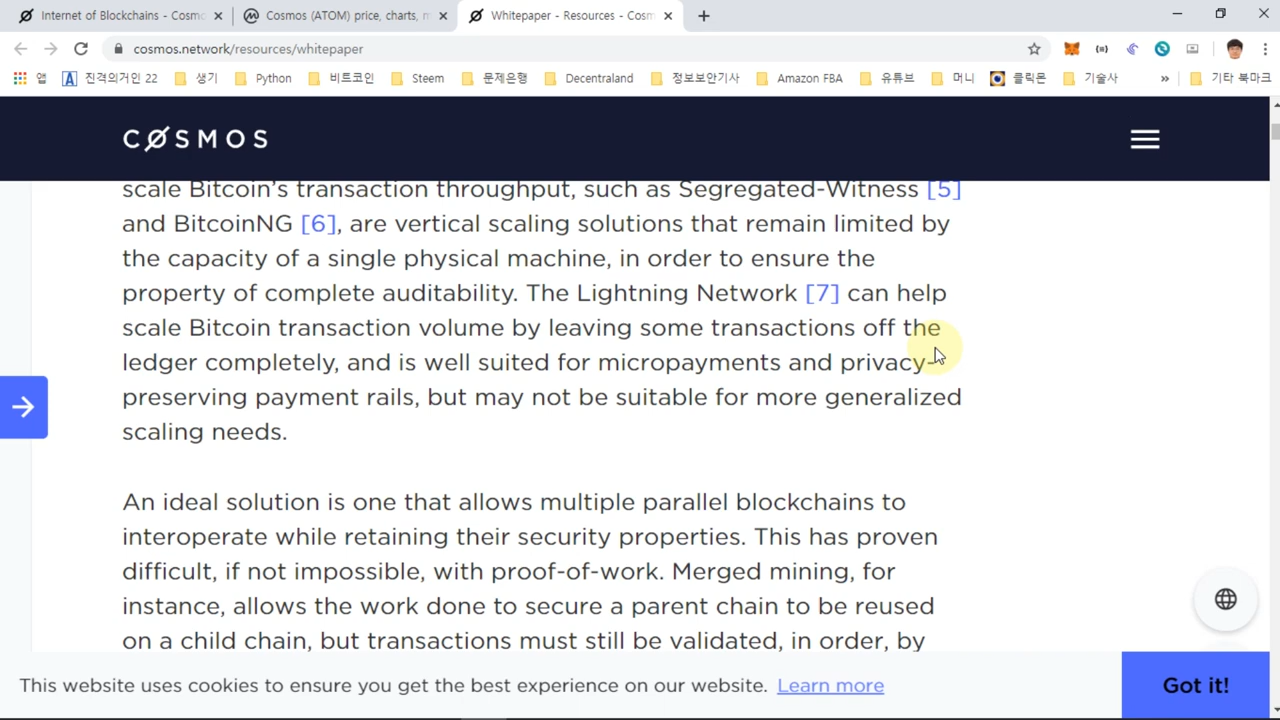 Internet of Blockchains - Cosmo
Cosmos (ATOM) price, charts, m
Whitepaper - Resources - Cosm
cosmos.network/resources/whitepaper
앱
진격의거인 22
생기
Python
비트코인
Steem
문제은행
Decentraland
정보보안기사
Amazon FBA
유튜브
머니
클릭몬
기술사
»
기타 북마크
COSMOS
scale Bitcoin's transaction throughput, such as Segregated-Witness [5]
and BitcoinNG [6], are vertical scaling solutions that remain limited by
the capacity of a single physical machine, in order to ensure the
property of complete auditability. The Lightning Network [7] can help
scale Bitcoin transaction volume by leaving some transactions off the
ledger completely, and is well suited for micropayments and privacy-
preserving payment rails, but may not be suitable for more generalized
scaling needs.
An ideal solution is one that allows multiple parallel blockchains to
interoperate while retaining their security properties. This has proven
difficult, if not impossible, with proof-of-work. Merged mining, for
instance, allows the work done to secure a parent chain to be reused
on a child chain, but transactions must still be validated, in order, by
This website uses cookies to ensure you get the best experience on our website. Learn more
Got it!